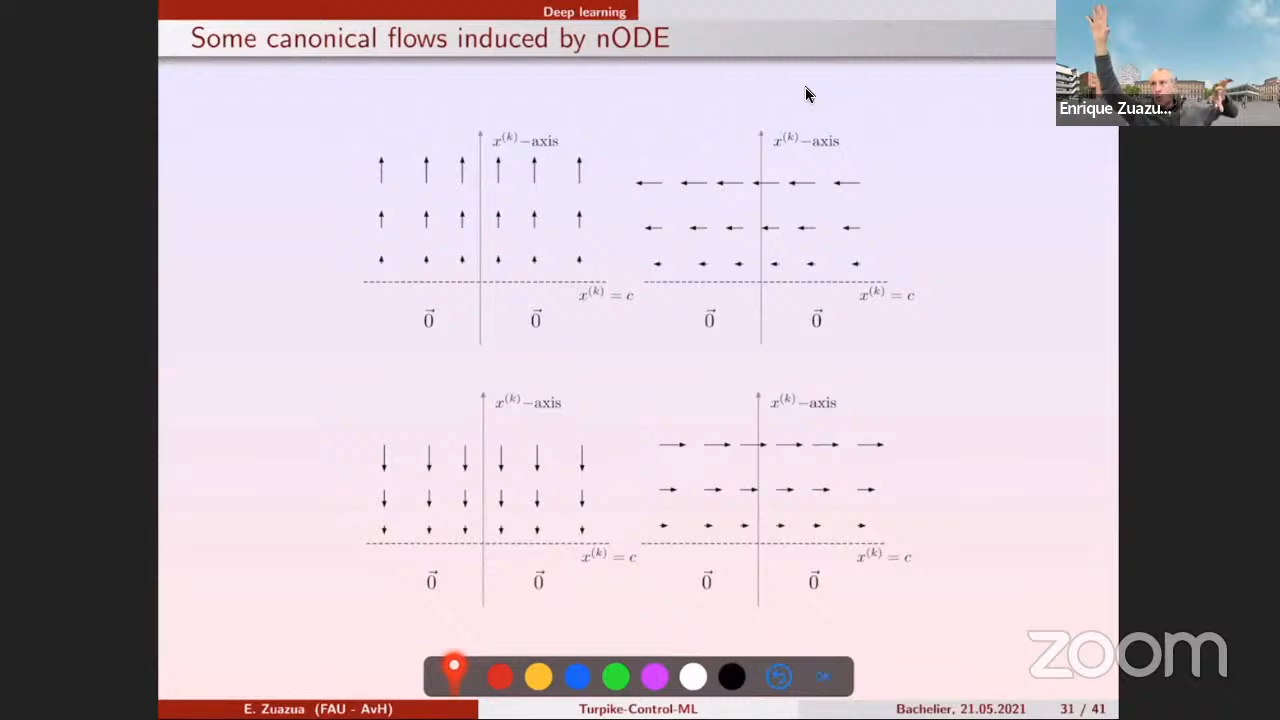 Deep learning
Some canonical flows induced by nODE
Enrique Zuazu...
x^(k)−axis
x^(k)−axis
x^(k) = c
x^(k) = c
0⃗
0⃗
0⃗
0⃗
x^(k)−axis
x^(k)−axis
x^(k) = c
x^(k) = c
0⃗
0⃗
0⃗
0⃗
zoom
OK
E. Zuazua (FAU - AvH)
Turpike-Control-ML
Bachelier, 21.05.2021
31 / 41